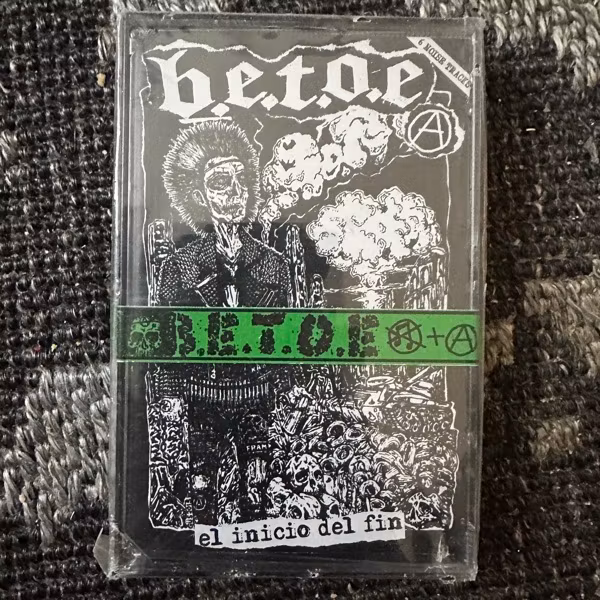 b.e.t.o.e
6 NOISE TRACKS
B.E.T.O.E
el inicio del fin